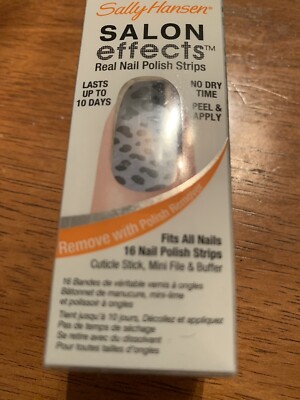 Sally Hansen
SALON
effects™
Real Nail Polish Strips
LASTS
UP TO
10 DAYS
NO DRY
TIME
PEEL &
APPLY
Remove with Polish Remover
Fits All Nails
16 Nail Polish Strips
Cuticle Stick, Mini File & Buffer
16 Bandes de véritable vernis à ongles
Bâtonnet de manucure, mini-lime
et polissoir à ongles
Tient jusqu'à 10 jours, Décollez et appliquez
Pas de temps de séchage
Se retire avec du dissolvant
Pour toutes tailles d'ongles